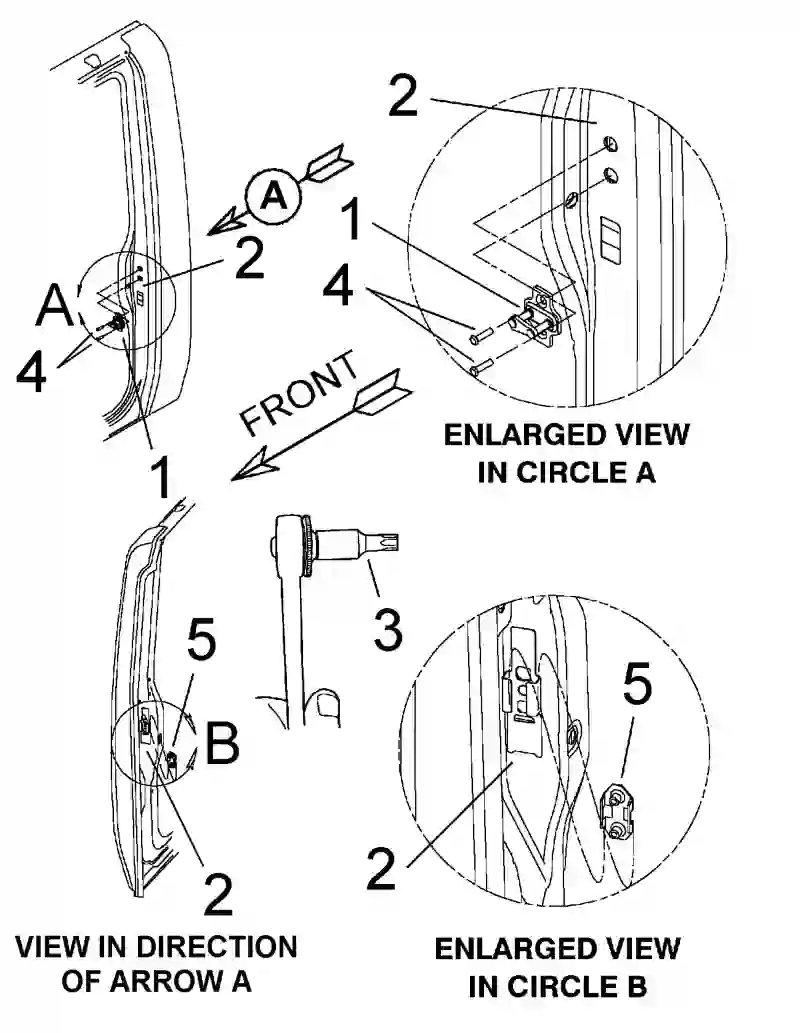 2
A
1
2
4
A
4
FRONT
ENLARGED VIEW
IN CIRCLE A
1
3
5
5
B
2
2
2
VIEW IN DIRECTION
OF ARROW A
ENLARGED VIEW
IN CIRCLE B